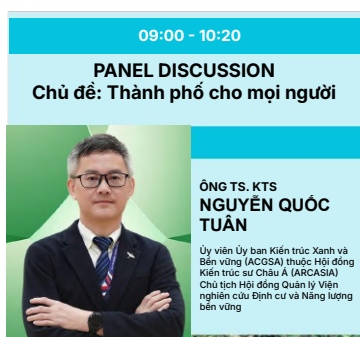 09:00 - 10:20
PANEL DISCUSSION
Chủ đề: Thành phố cho mọi người
ÔNG TS. KTS
NGUYỄN QUỐC
TUÂN
Ủy viên Ủy ban Kiến trúc Xanh và
Bền vững (ACGSA) thuộc Hội đồng
Kiến trúc sư Châu Á (ARCASIA)
Chủ tịch Hội đồng Quản lý Viện
nghiên cứu Định cư và Năng lượng
bền vững